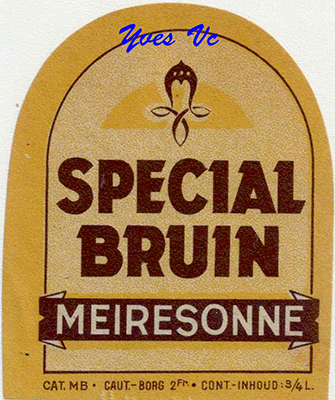 Yves Vc
SPECIAL
BRUIN
MEIRESONNE
CAT. MB • CAUT.-BORG 2Fr • CONT.-INHOUD: 3/4 L.